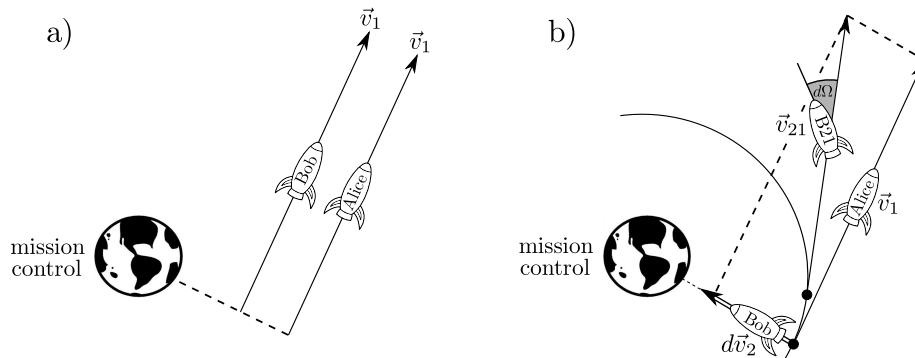 a)
v⃗₁
v⃗₁
Bob
Alice
mission
control
b)
dΩ
B21
v⃗₂₁
Alice
v⃗₁
mission
control
Bob
dv⃗₂